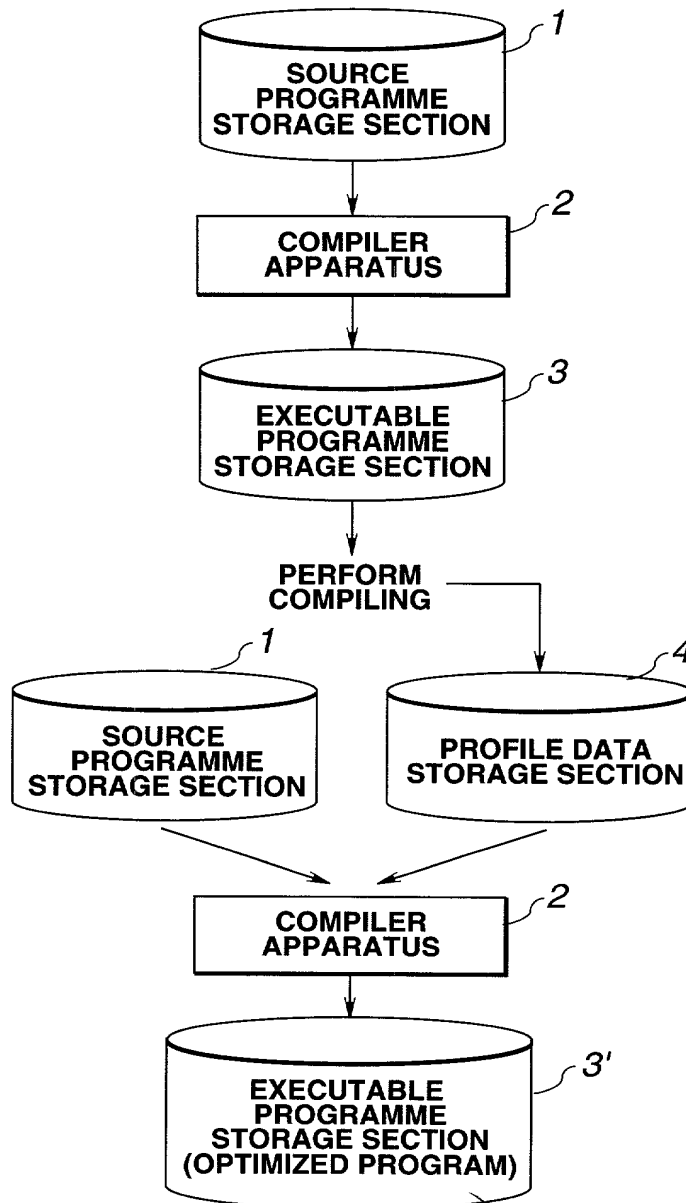 1
SOURCE
PROGRAMME
STORAGE SECTION
2
COMPILER
APPARATUS
3
EXECUTABLE
PROGRAMME
STORAGE SECTION
PERFORM
COMPILING
1
SOURCE
PROGRAMME
STORAGE SECTION
4
PROFILE DATA
STORAGE SECTION
2
COMPILER
APPARATUS
3'
EXECUTABLE
PROGRAMME
STORAGE SECTION
(OPTIMIZED PROGRAM)